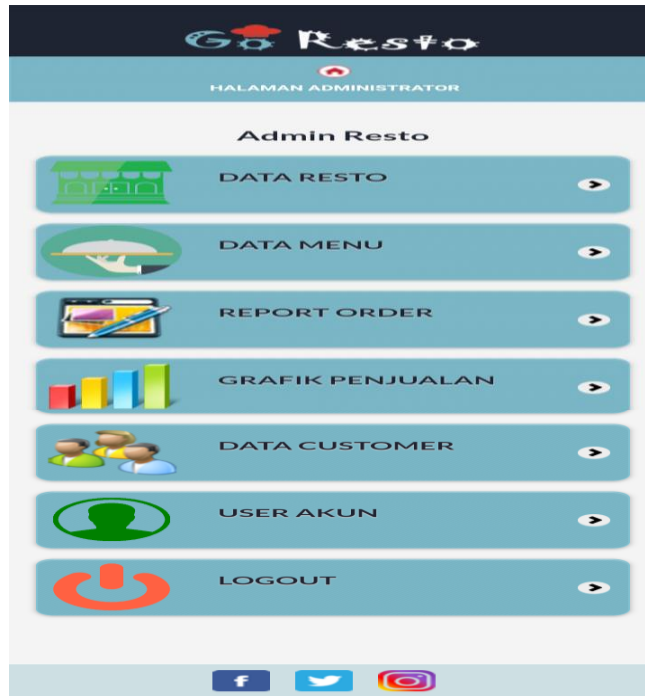 Go Resto
HALAMAN ADMINISTRATOR
Admin Resto
DATA RESTO
DATA MENU
REPORT ORDER
GRAFIK PENJUALAN
DATA CUSTOMER
USER AKUN
LOGOUT